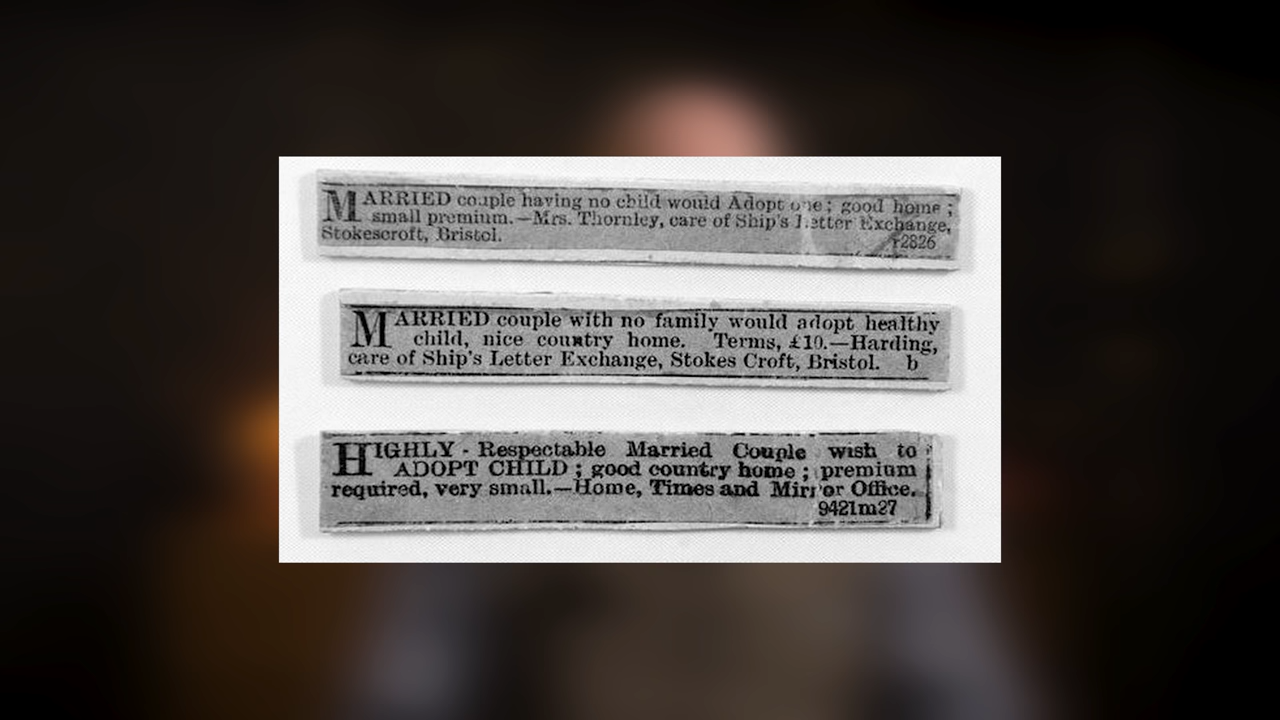 MARRIED couple having no child would Adopt one; good home;
small premium.—Mrs. Thornley, care of Ship's Letter Exchange,
Stokescroft, Bristol.
r2826
MARRIED couple with no family would adopt healthy
child, nice country home. Terms, £10.—Harding,
care of Ship's Letter Exchange, Stokes Croft, Bristol. b
HIGHLY - Respectable Married Couple wish to
ADOPT CHILD; good country home; premium
required, very small.—Home, Times and Mirror Office.
9421m27